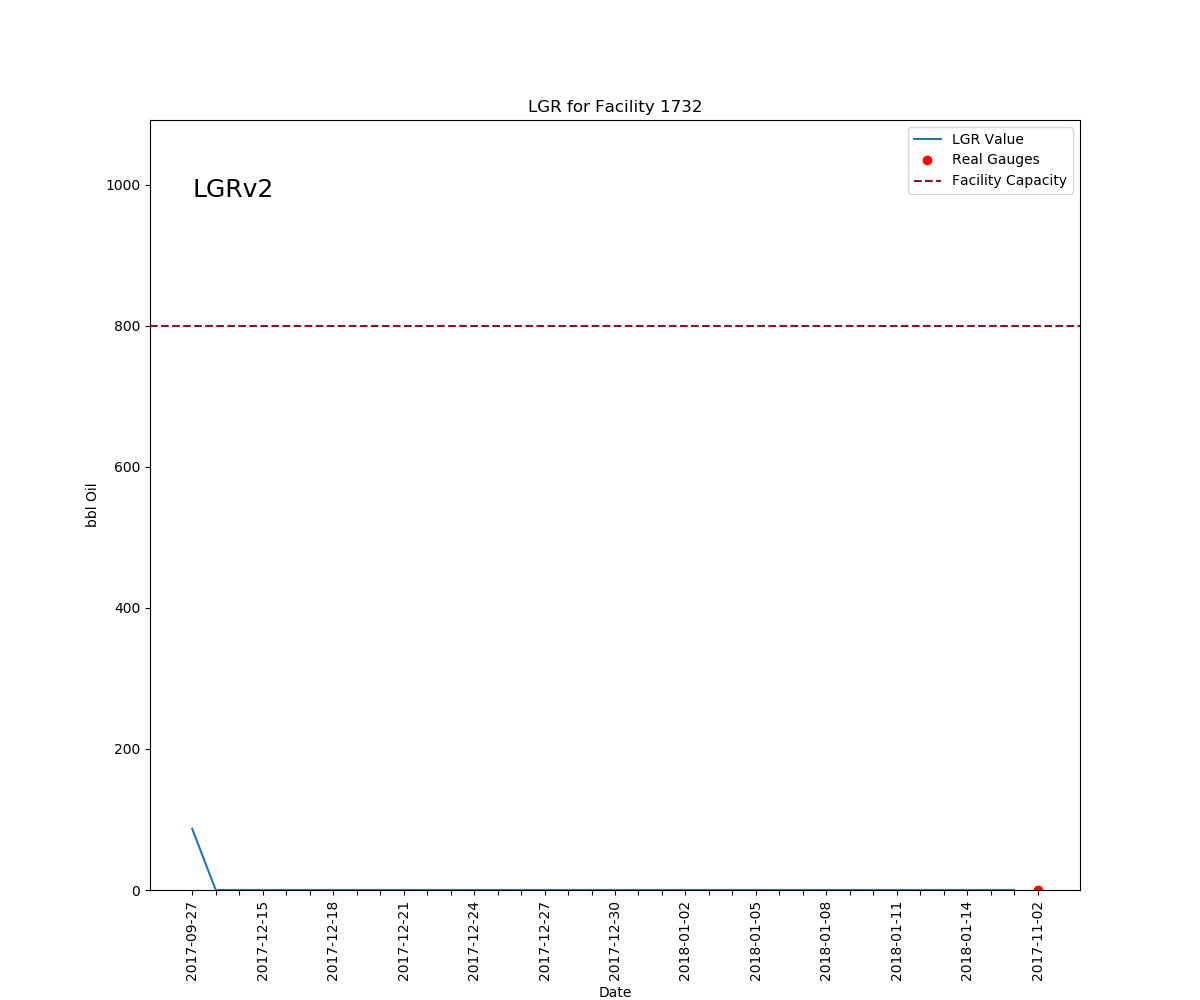 LGR for Facility 1732
LGRv2
LGR Value
Real Gauges
Facility Capacity
bbl Oil
1000
800
600
400
200
0
2017-09-27
2017-12-15
2017-12-18
2017-12-21
2017-12-24
2017-12-27
2017-12-30
2018-01-02
2018-01-05
2018-01-08
2018-01-11
2018-01-14
2017-11-02
Date